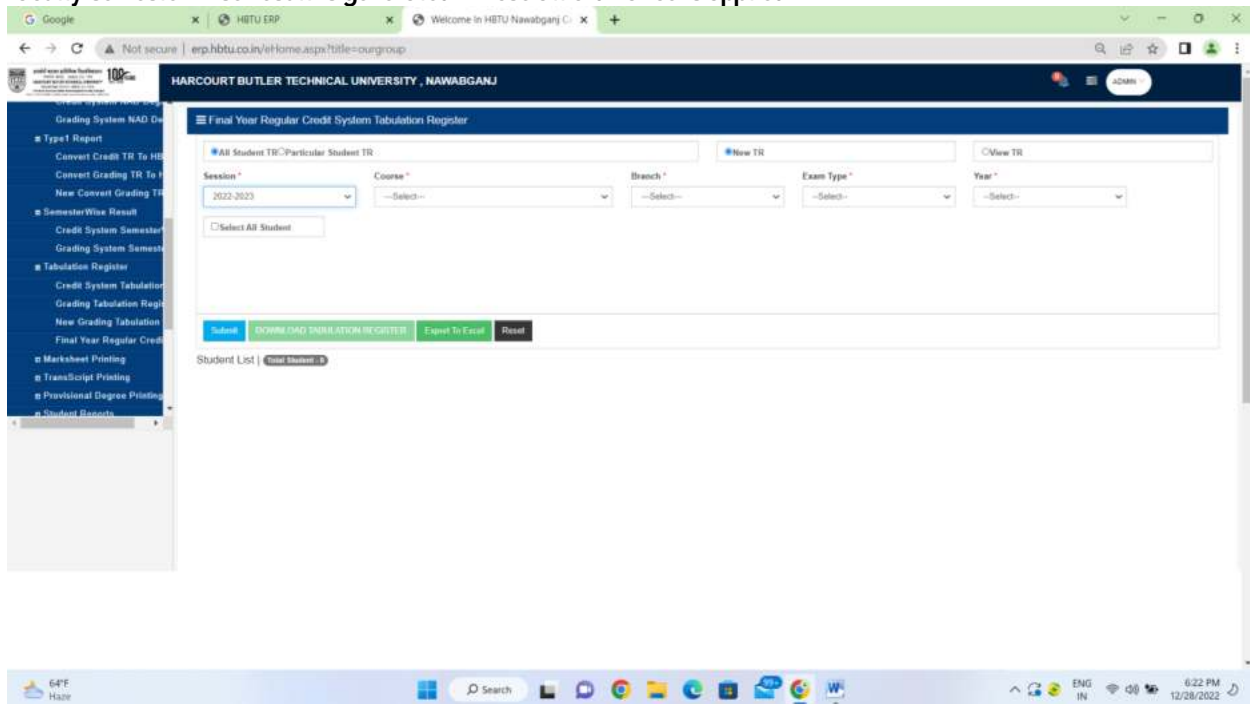 Google
HBTU ERP
Welcome In HBTU Nawabganj C
Not secure | erp.hbtu.co.in/eHome.aspx?title=ourgroup
100
HARCOURT BUTLER TECHNICAL UNIVERSITY , NAWABGANJ
ADMIN
Grading System NAD De
Type1 Report
Convert Credit TR To HB
Convert Grading TR To H
New Convert Grading TR
SemesterWise Result
Credit System Semester
Grading System Semeste
Tabulation Register
Credit System Tabulation
Grading Tabulation Regis
New Grading Tabulation
Final Year Regular Credi
Marksheet Printing
TransScript Printing
Provisional Degree Printing
Student Reports
Final Year Regular Credit System Tabulation Register
All Student TR Particular Student TR
New TR
View TR
Session * Course * Branch * Exam Type * Year *
2022-2023 ---Select--- ---Select--- --Select-- --Select--
Select All Student
Submit DOWNLOAD TABULATION REGISTER Export To Excel Reset
Student List | Total Student - 0
64°F
Haze
Search
99+
ENG
IN
6:22 PM
12/28/2022